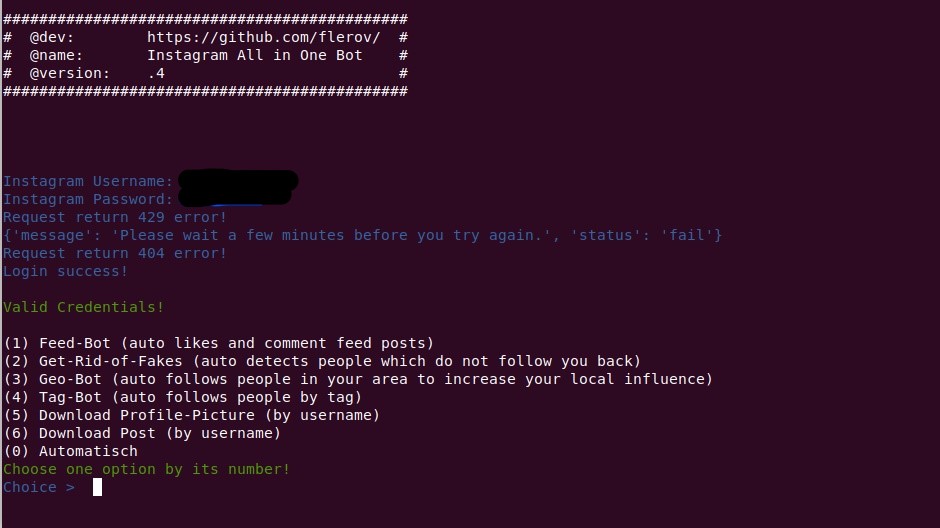 #############################################
#  @dev:        https://github.com/flerov/  #
#  @name:       Instagram All in One Bot    #
#  @version:    .4                          #
#############################################
Instagram Username:
Instagram Password:
Request return 429 error!
{'message': 'Please wait a few minutes before you try again.', 'status': 'fail'}
Request return 404 error!
Login success!
Valid Credentials!
(1) Feed-Bot (auto likes and comment feed posts)
(2) Get-Rid-of-Fakes (auto detects people which do not follow you back)
(3) Geo-Bot (auto follows people in your area to increase your local influence)
(4) Tag-Bot (auto follows people by tag)
(5) Download Profile-Picture (by username)
(6) Download Post (by username)
(0) Automatisch
Choose one option by its number!
Choice >